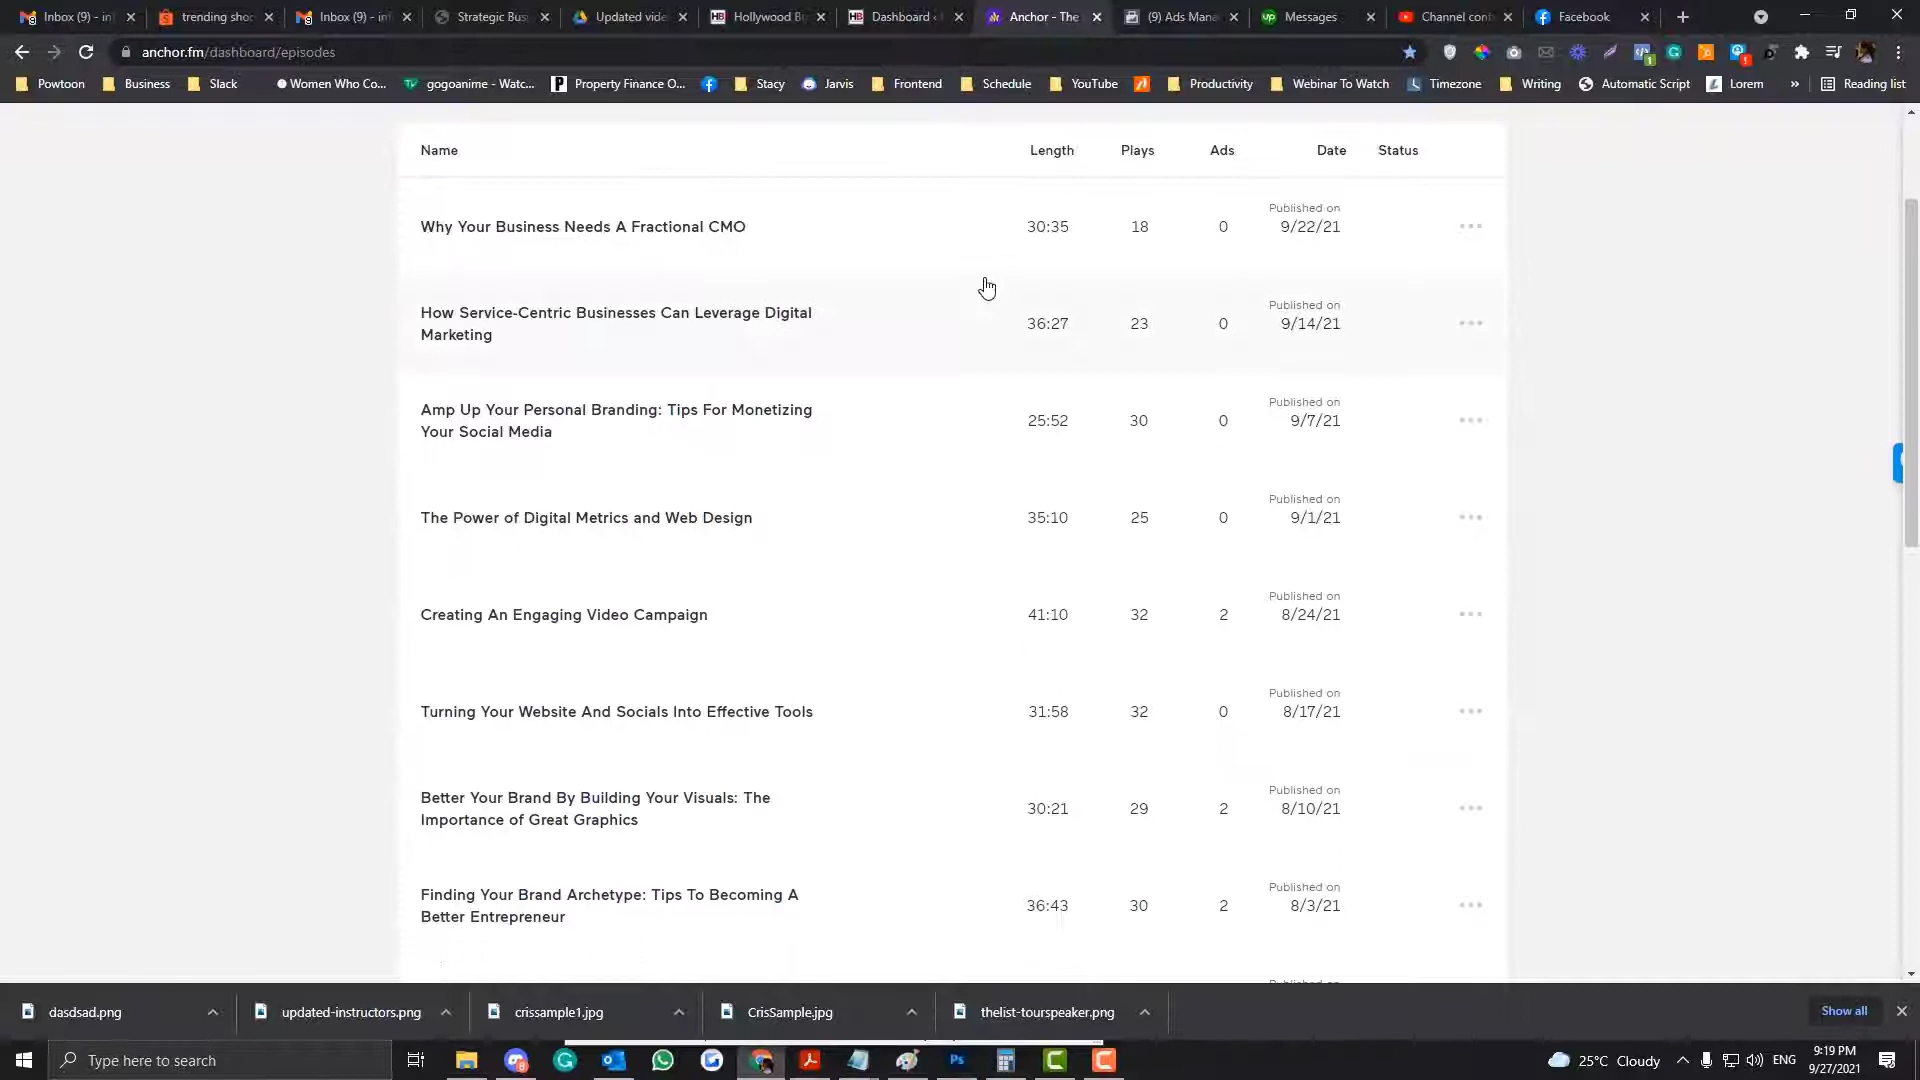 Inbox (9) - in
trending sho
Inbox (9) - inf
Strategic Bus
Updated vide
Hollywood B
Dashboard ‹
Anchor - The
(9) Ads Mana
Messages
Channel cont
Facebook
anchor.fm/dashboard/episodes
Powtoon
Business
Slack
Women Who Co...
gogoanime - Watc...
Property Finance O...
Stacy
Jarvis
Frontend
Schedule
YouTube
Productivity
Webinar To Watch
Timezone
Writing
Automatic Script
Lorem
»
Reading list
Name Length Plays Ads Date Status
Published on
Why Your Business Needs A Fractional CMO 30:35 18 0 9/22/21
Published on
How Service-Centric Businesses Can Leverage Digital
Marketing
36:27 23 0 9/14/21
Published on
Amp Up Your Personal Branding: Tips For Monetizing
Your Social Media
25:52 30 0 9/7/21
Published on
The Power of Digital Metrics and Web Design 35:10 25 0 9/1/21
Published on
Creating An Engaging Video Campaign 41:10 32 2 8/24/21
Published on
Turning Your Website And Socials Into Effective Tools 31:58 32 0 8/17/21
Published on
Better Your Brand By Building Your Visuals: The
Importance of Great Graphics
30:21 29 2 8/10/21
Published on
Finding Your Brand Archetype: Tips To Becoming A
Better Entrepreneur
36:43 30 2 8/3/21
dasdsad.png
updated-instructors.png
crissample1.jpg
CrisSample.jpg
thelist-tourspeaker.png
Show all
Type here to search
25°C Cloudy
ENG
9:19 PM
9/27/2021